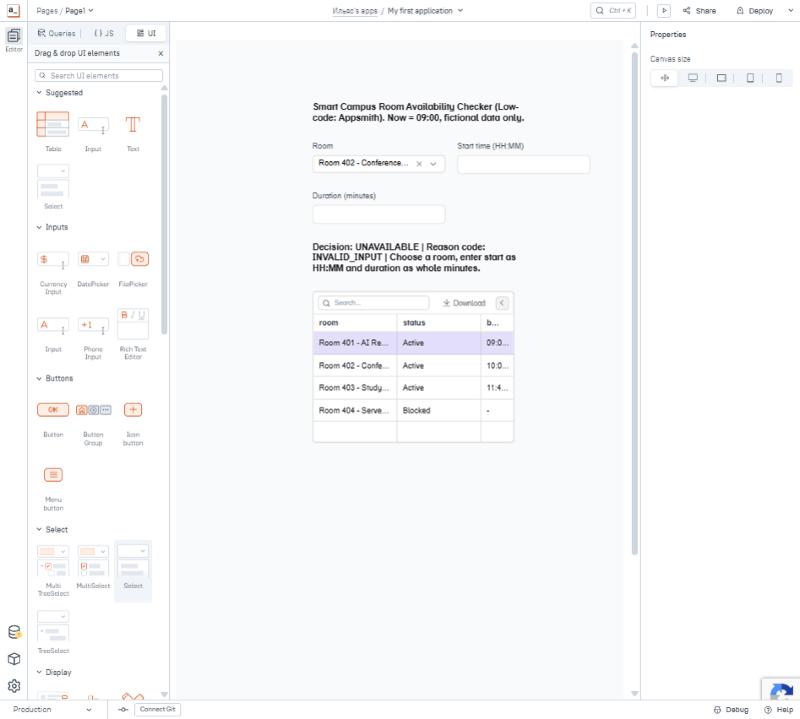 a_
Pages / Page1
Ильяс's apps / My first application
Ctrl + K
Share
Deploy
Editor
Queries
{ } JS
UI
Drag & drop UI elements
Search UI elements
Suggested
Table
Input
Text
Select
Inputs
Currency
Input
DatePicker
FilePicker
Input
Phone
Input
Rich Text
Editor
Buttons
OK
Button
Button
Group
Icon
button
Menu
button
Select
Multi
TreeSelect
MultiSelect
Select
TreeSelect
Display
Smart Campus Room Availability Checker (Low-
code: Appsmith). Now = 09:00, fictional data only.
Room
Start time (HH:MM)
Room 402 - Conference...
Duration (minutes)
Decision: UNAVAILABLE | Reason code:
INVALID_INPUT | Choose a room, enter start as
HH:MM and duration as whole minutes.
Search...
Download
room status b...
Room 401 - AI Re... Active 09:0...
Room 402 - Confe... Active 10:0...
Room 403 - Study... Active 11:4...
Room 404 - Serve... Blocked -
Properties
Canvas size
Production
Connect Git
Debug
Help